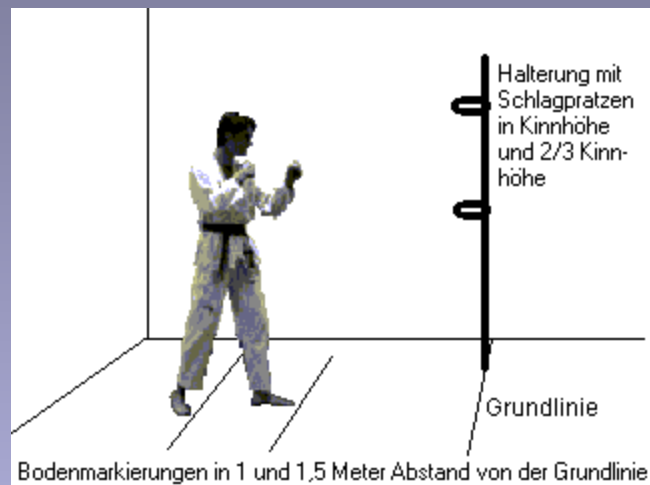 Halterung mit
Schlagpratzen
in Kinnhöhe
und 2/3 Kinn-
höhe
Grundlinie
Bodenmarkierungen in 1 und 1,5 Meter Abstand von der Grundlinie